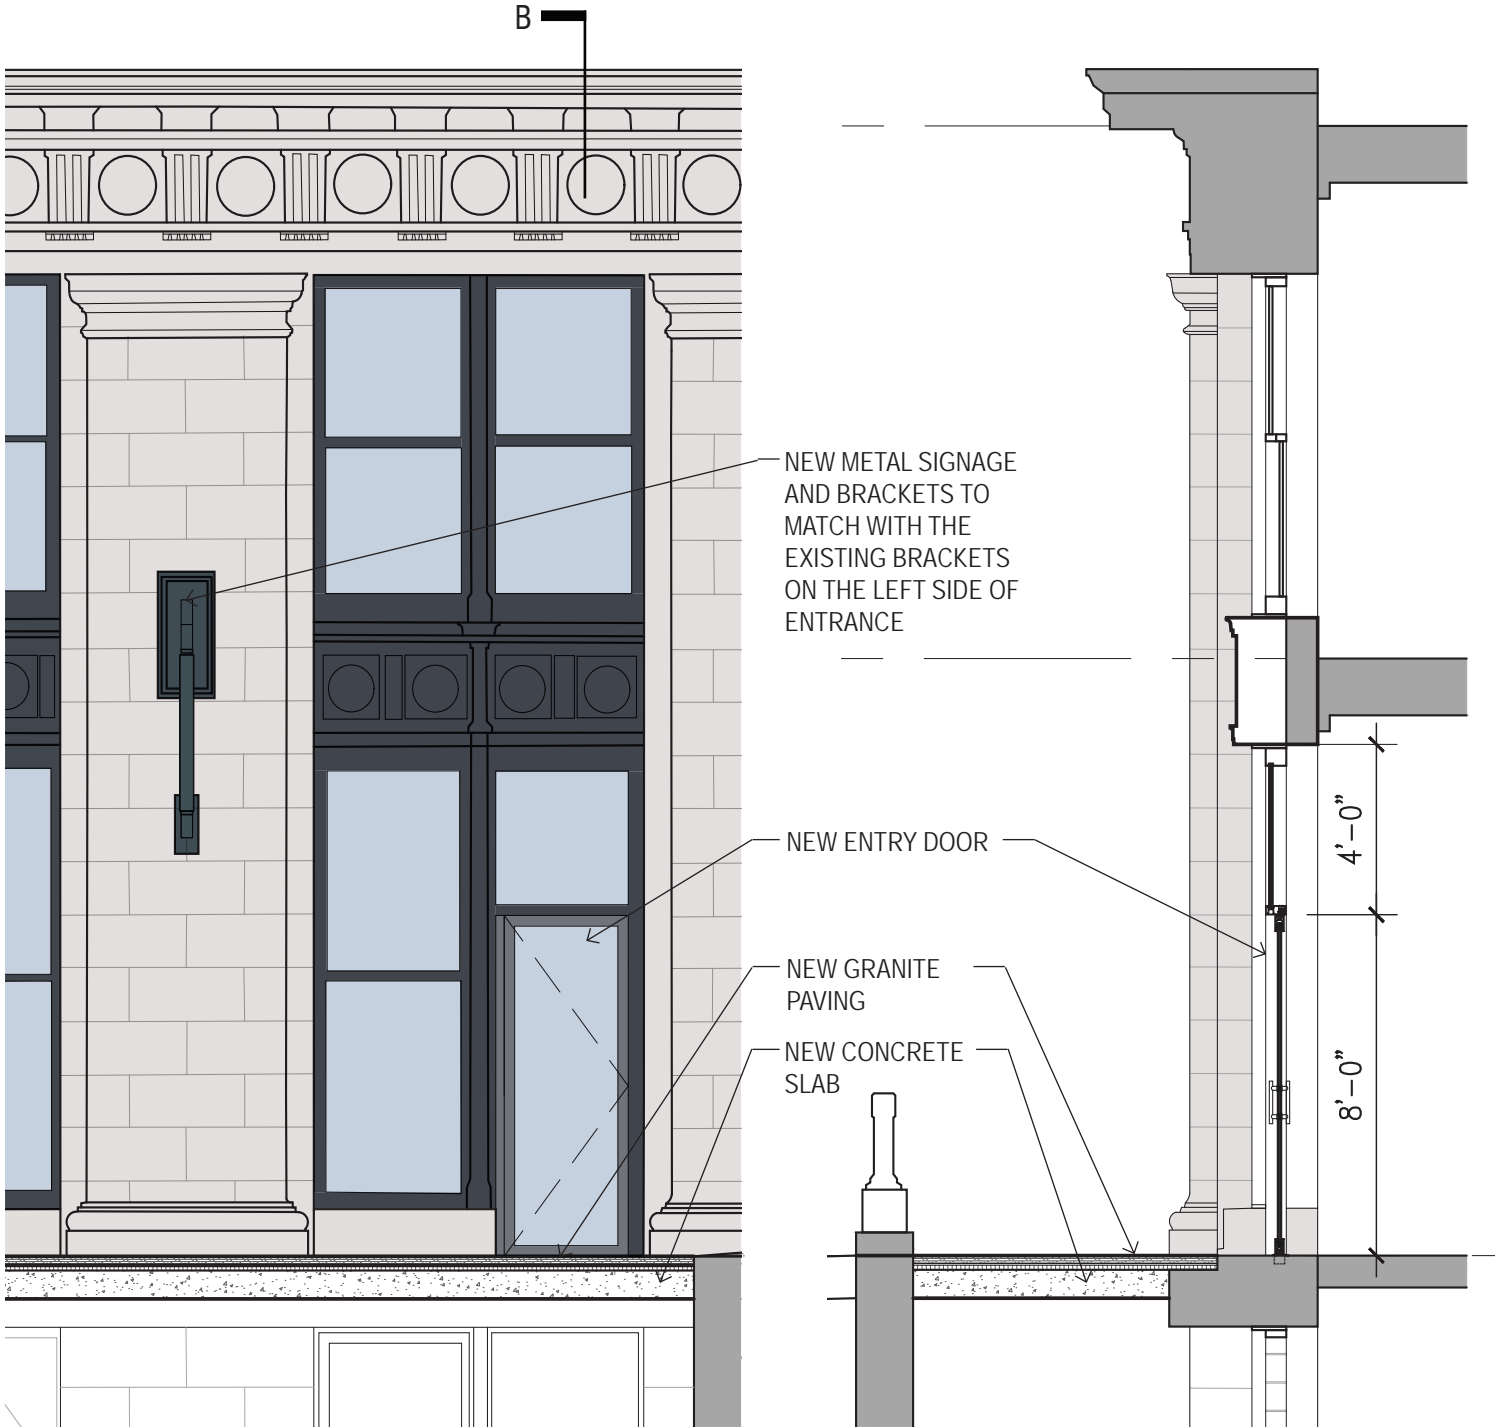 B
NEW METAL SIGNAGE
AND BRACKETS TO
MATCH WITH THE
EXISTING BRACKETS
ON THE LEFT SIDE OF
ENTRANCE
4'-0"
NEW ENTRY DOOR
NEW GRANITE
PAVING
NEW CONCRETE
SLAB
8'-0"